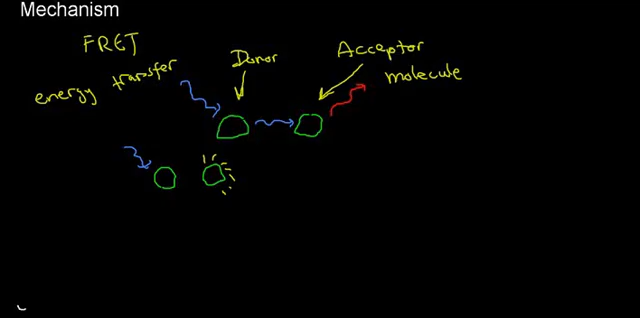 Mechanism
FRET
energy transfer
Donor
Acceptor
molecule